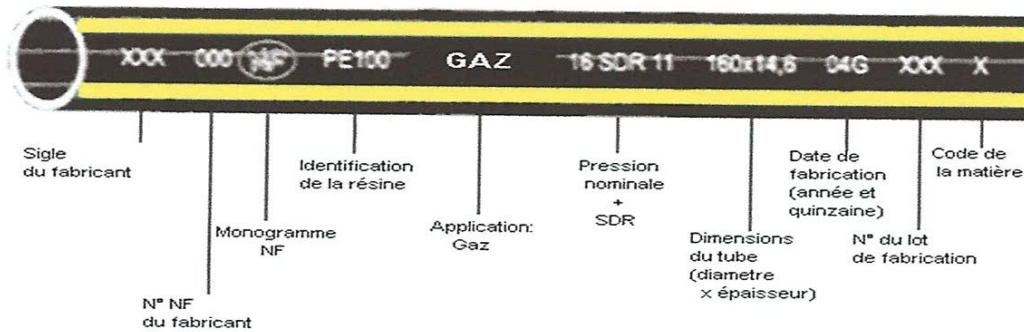 XXX 000 NF PE100 GAZ 16 SDR 11 160x14,6 04G XXX X
Sigle
du fabricant
N° NF
du fabricant
Monogramme
NF
Identification
de la résine
Application:
Gaz
Pression
nominale
+
SDR
Dimensions
du tube
(diametre
x épaisseur)
Date de
fabrication
(année et
quinzaine)
N° du lot
de fabrication
Code de
la matière